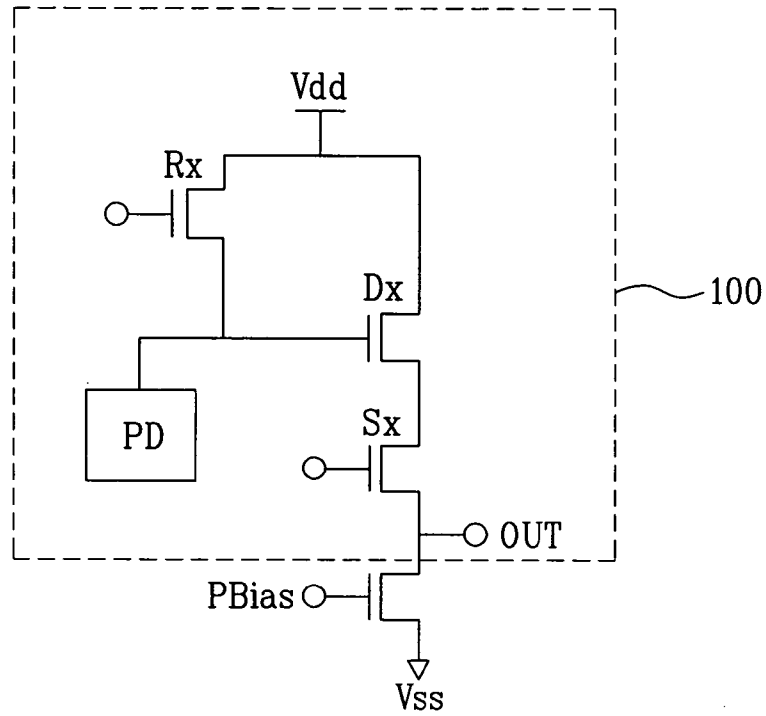 Vdd
Rx
Dx
100
PD
Sx
OUT
PBias
Vss